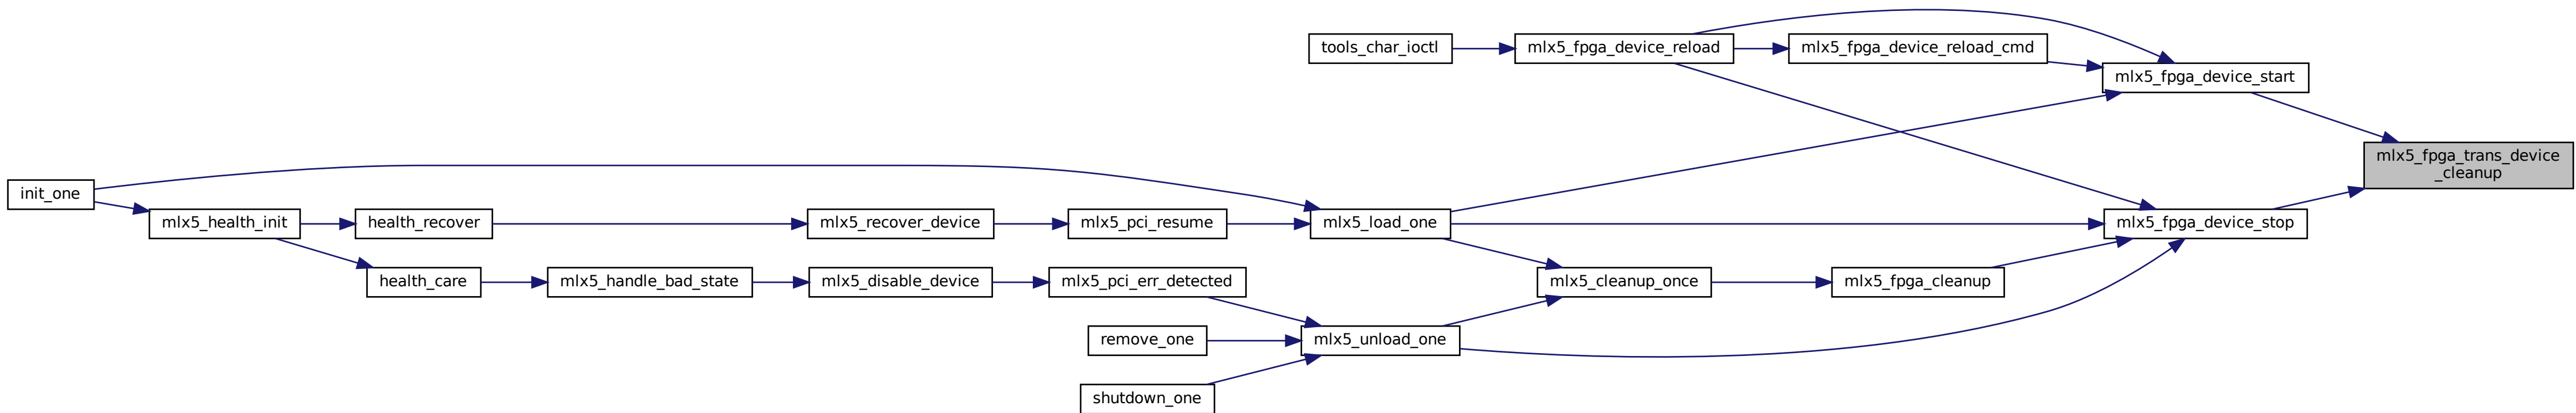 tools_char_ioctl
mlx5_fpga_device_reload
mlx5_fpga_device_reload_cmd
mlx5_fpga_device_start
mlx5_fpga_trans_device
_cleanup
init_one
mlx5_health_init
health_recover
mlx5_recover_device
mlx5_pci_resume
mlx5_load_one
mlx5_fpga_device_stop
health_care
mlx5_handle_bad_state
mlx5_disable_device
mlx5_pci_err_detected
mlx5_cleanup_once
mlx5_fpga_cleanup
remove_one
mlx5_unload_one
shutdown_one